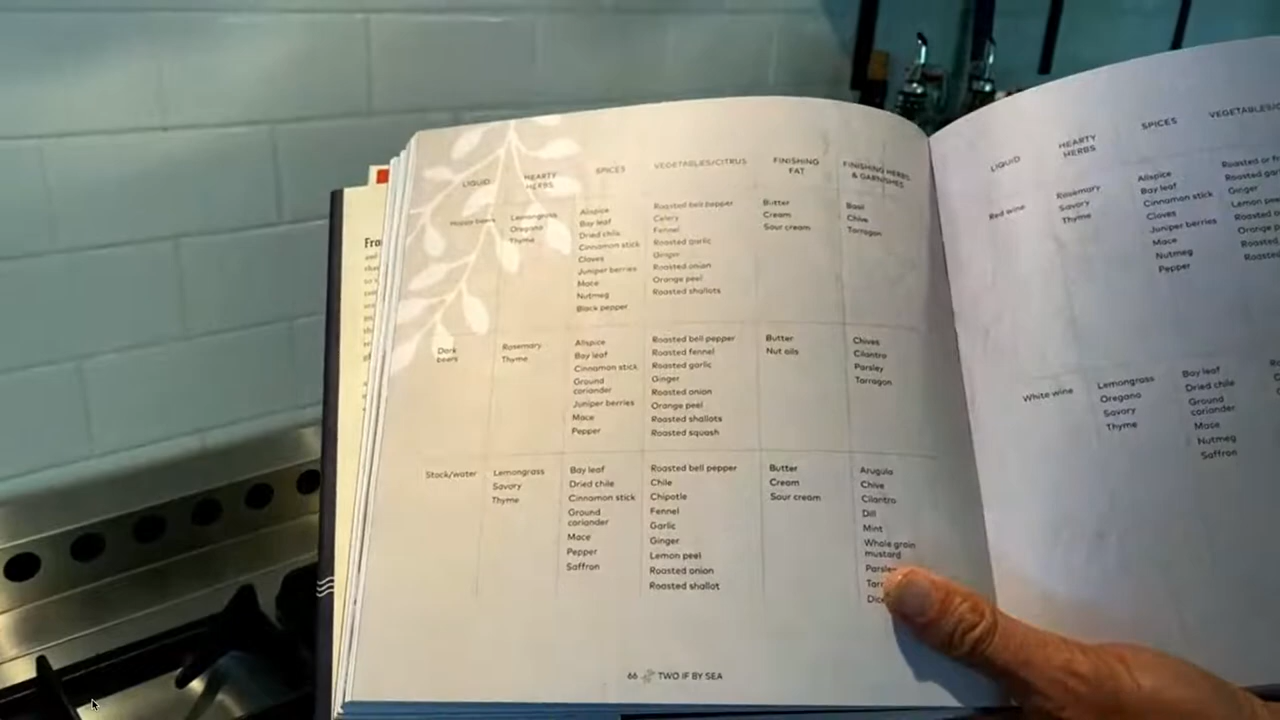 LIQUID
HEARTY
HERBS
SPICES
VEGETABLES/CITRUS
FINISHING
FAT
FINISHING HERBS
& GARNISHES
Hoppy beers
Lemongrass
Oregano
Thyme
Allspice
Bay leaf
Dried chile
Cinnamon stick
Cloves
Juniper berries
Mace
Nutmeg
Black pepper
Roasted bell pepper
Celery
Fennel
Roasted garlic
Ginger
Roasted onion
Orange peel
Roasted shallots
Butter
Cream
Sour cream
Basil
Chive
Tarragon
Dark
beers
Rosemary
Thyme
Allspice
Bay leaf
Cinnamon stick
Ground
coriander
Juniper berries
Mace
Pepper
Roasted bell pepper
Roasted fennel
Roasted garlic
Ginger
Roasted onion
Orange peel
Roasted shallots
Roasted squash
Butter
Nut oils
Chives
Cilantro
Parsley
Tarragon
Stock/water
Lemongrass
Savory
Thyme
Bay leaf
Dried chile
Cinnamon stick
Ground
coriander
Mace
Pepper
Saffron
Roasted bell pepper
Chile
Chipotle
Fennel
Garlic
Ginger
Lemon peel
Roasted onion
Roasted shallot
Butter
Cream
Sour cream
Arugula
Chive
Cilantro
Dill
Mint
Whole grain
mustard
66 TWO IF BY SEA
LIQUID
HEARTY
HERBS
SPICES
Red wine
Rosemary
Savory
Thyme
Allspice
Bay leaf
Cinnamon stick
Cloves
Juniper berries
Mace
Nutmeg
Pepper
Roasted or
Roasted
Ginger
Lemon
Roasted
Orange
Roasted
White wine
Lemongrass
Oregano
Savory
Thyme
Bay leaf
Dried chile
Ground
coriander
Mace
Nutmeg
Saffron